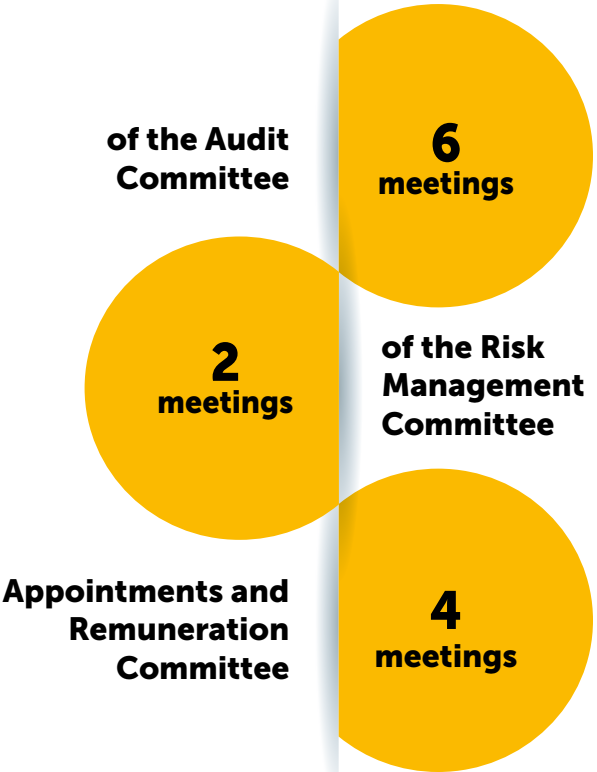 6
meetings
of the Audit
Committee
2
meetings
of the Risk
Management
Committee
4
meetings
Appointments and
Remuneration
Committee